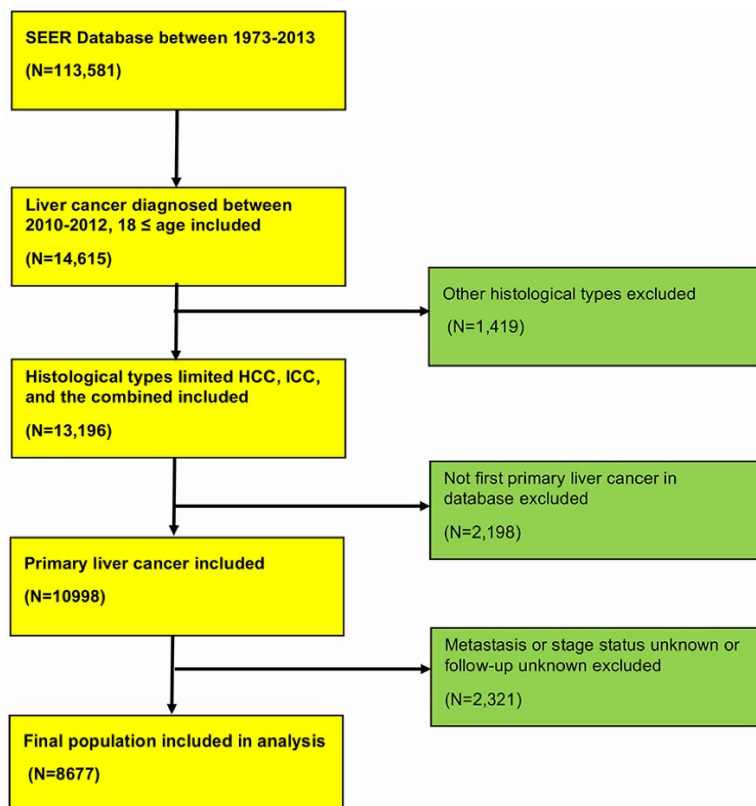 SEER Database between 1973-2013
(N=113,581)
Liver cancer diagnosed between
2010-2012, 18 ≤ age included
(N=14,615)
Other histological types excluded
(N=1,419)
Histological types limited HCC, ICC,
and the combined included
(N=13,196)
Not first primary liver cancer in
database excluded
(N=2,198)
Primary liver cancer included
(N=10998)
Metastasis or stage status unknown or
follow-up unknown excluded
(N=2,321)
Final population included in analysis
(N=8677)